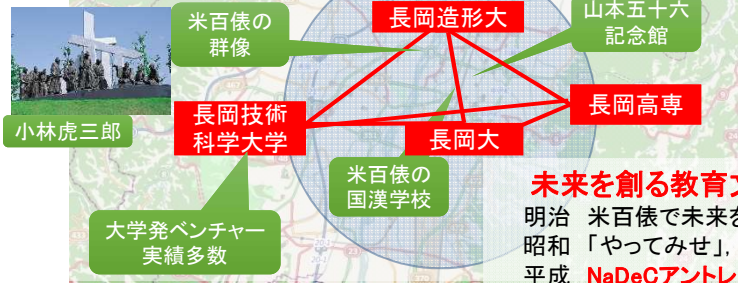 米百俵の
群像
長岡造形大
山本五十六
記念館
小林虎三郎
長岡技術
科学大学
長岡大
長岡高専
米百俵の
国漢学校
大学発ベンチャー
実績多数
未来を創る教育
明治 米百俵で未来を
昭和 「やってみせ」,
平成 NaDeCアントレ